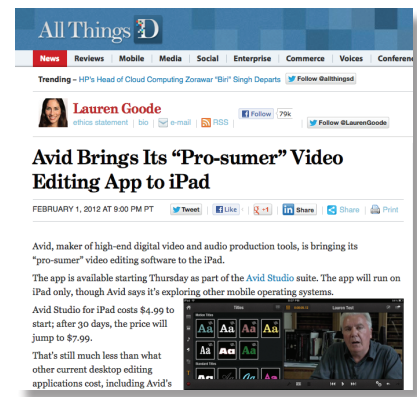 All Things D
News Reviews Mobile Media Social Enterprise Commerce Voices Conferen
Trending – HP's Head of Cloud Computing Zorawar "Biri" Singh Departs Follow @allthingsd
Lauren Goode
ethics statement | bio | e-mail | RSS
Follow 79k
Follow @LaurenGoode
Avid Brings Its “Pro-sumer” Video
Editing App to iPad
FEBRUARY 1, 2012 AT 9:00 PM PT
Tweet Like +1 Share Share Print
Avid, maker of high-end digital video and audio production tools, is bringing its
“pro-sumer” video editing software to the iPad.
The app is available starting Thursday as part of the Avid Studio suite. The app will run on
iPad only, though Avid says it’s exploring other mobile operating systems.
Avid Studio for iPad costs $4.99 to
start; after 30 days, the price will
jump to $7.99.
That’s still much less than what
other current desktop editing
applications cost, including Avid’s
Titles
Lauren Test
Aa Aa Aa Aa
Aa Aa Aa Aa